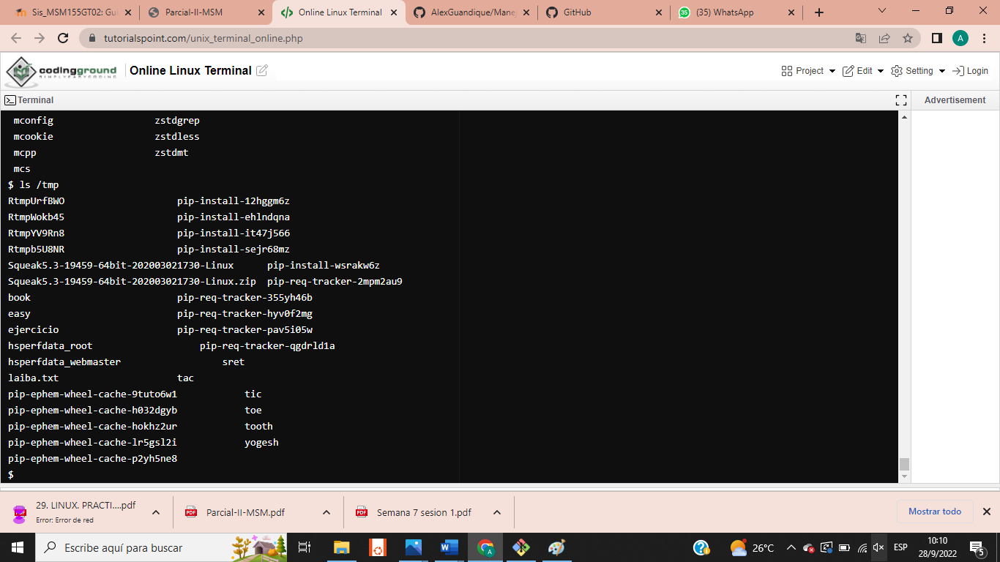 Sis_MSM155GT02: Gui
Parcial-II-MSM
Online Linux Terminal
AlexGuandique/Mane
GitHub
35
(35) WhatsApp
tutorialspoint.com/unix_terminal_online.php
A
codingground
SIMPLYEASYCODING
Online Linux Terminal
Project
Edit
Setting
Login
Terminal
Advertisement
mconfig zstdgrep
mcookie zstdless
mcpp zstdmt
mcs
$ ls /tmp
RtmpUrfBWO pip-install-12hggm6z
RtmpWokb45 pip-install-ehlndqna
RtmpYV9Rn8 pip-install-it47j566
Rtmpb5U8NR pip-install-sejr68mz
Squeak5.3-19459-64bit-202003021730-Linux pip-install-wsrakw6z
Squeak5.3-19459-64bit-202003021730-Linux.zip pip-req-tracker-2mpm2au9
book pip-req-tracker-355yh46b
easy pip-req-tracker-hyv0f2mg
ejercicio pip-req-tracker-pav5i05w
hsperfdata_root pip-req-tracker-qgdrld1a
hsperfdata_webmaster sret
laiba.txt tac
pip-ephem-wheel-cache-9tuto6w1 tic
pip-ephem-wheel-cache-h032dgyb toe
pip-ephem-wheel-cache-hokhz2ur tooth
pip-ephem-wheel-cache-lr5gsl2i yogesh
pip-ephem-wheel-cache-p2yh5ne8
$
29. LINUX. PRACTI....pdf
Error: Error de red
PDF
Parcial-II-MSM.pdf
PDF
Semana 7 sesion 1.pdf
Mostrar todo
Escribe aquí para buscar
26°C
ESP
10:10
28/9/2022
5